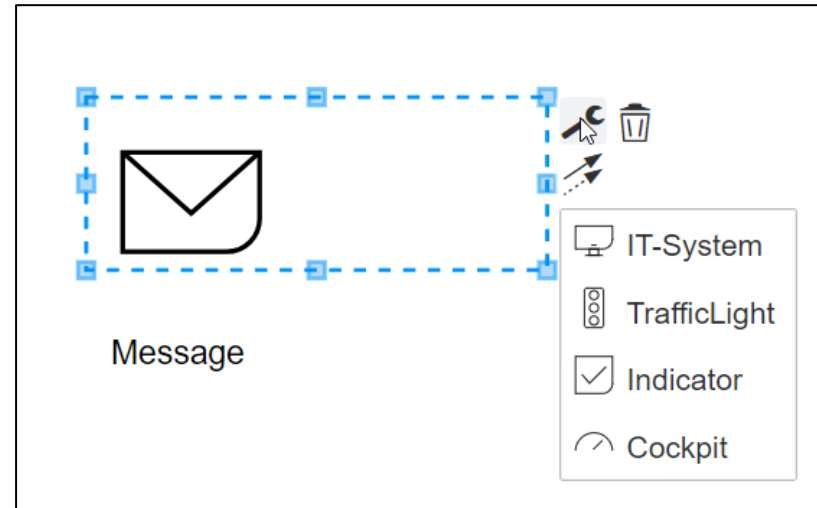 IT-System
TrafficLight
Message
Indicator
Cockpit